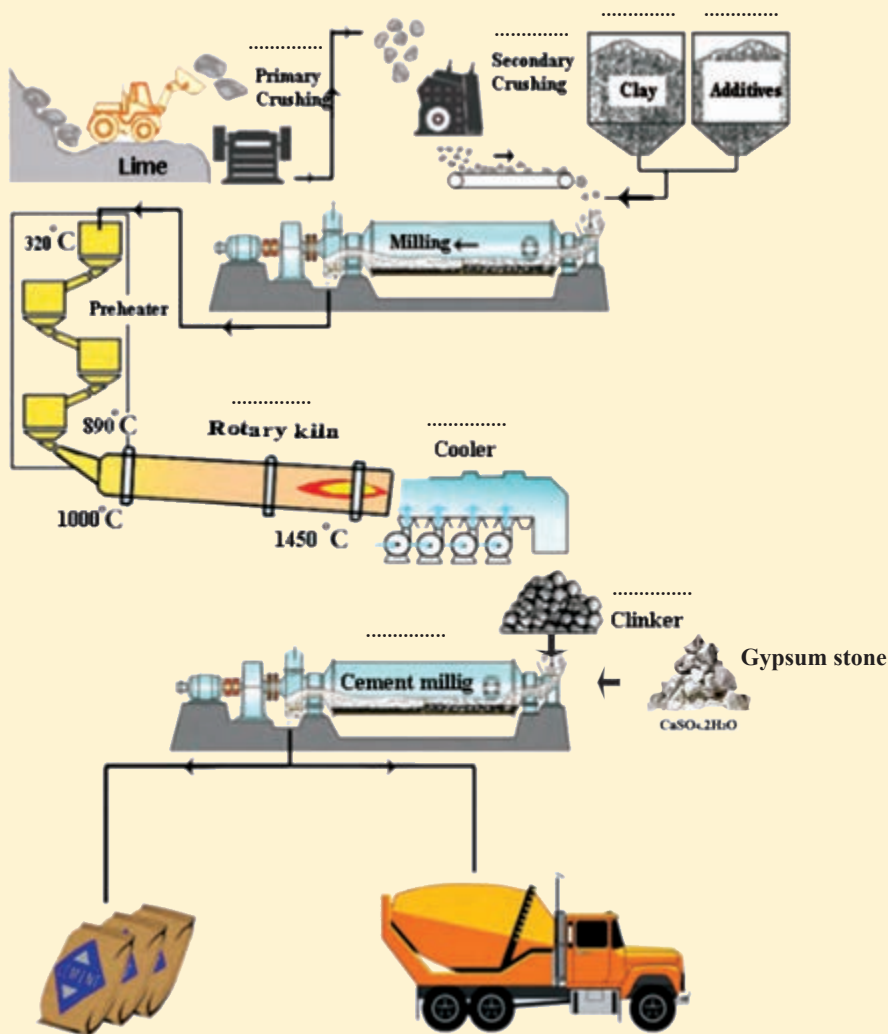 ....................
Primary
Crushing
....................
Secondary
Crushing
....................
Clay
....................
Additives
Lime
Milling
320°C
Preheater
890°C
....................
Rotary kiln
....................
Cooler
1000°C
1450°C
....................
Clinker
....................
Cement millig
Gypsum stone
CaSO₄.2H₂O
CEMENT